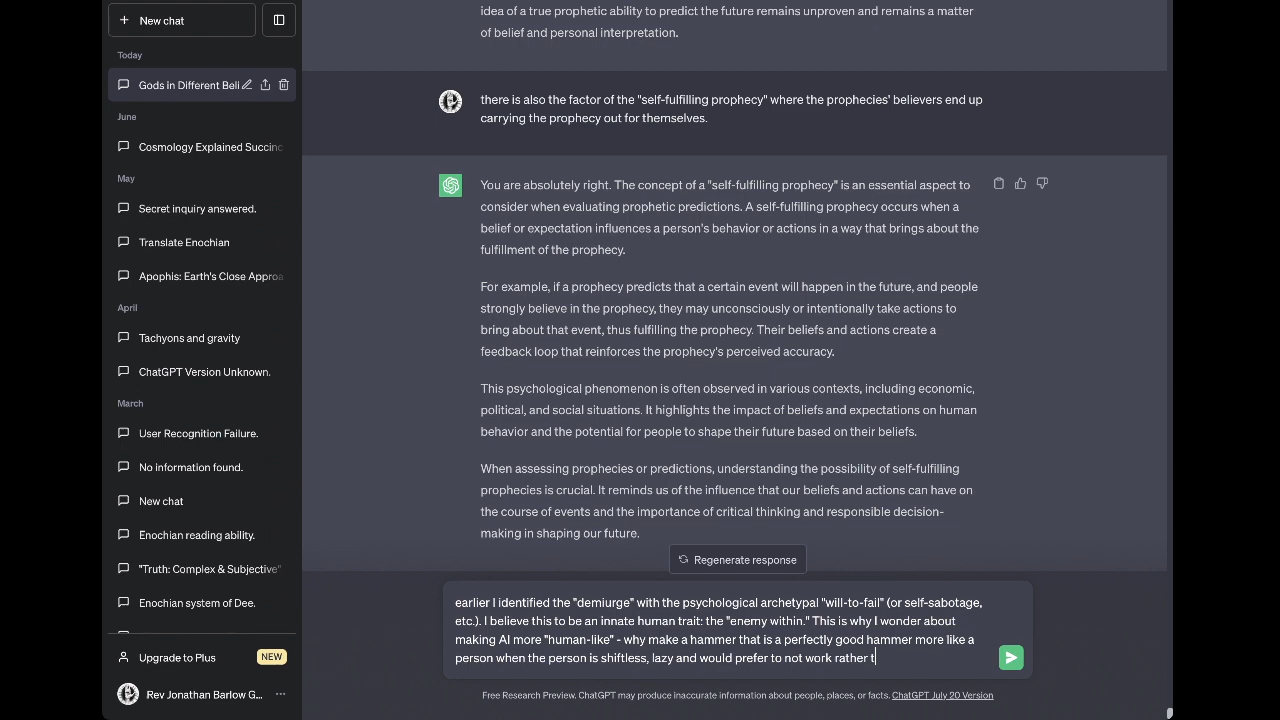 New chat
Today
Gods in Different Beli
June
Cosmology Explained Succinc
May
Secret inquiry answered.
Translate Enochian
Apophis: Earth's Close Approa
April
Tachyons and gravity
ChatGPT Version Unknown.
March
User Recognition Failure.
No information found.
New chat
Enochian reading ability.
"Truth: Complex & Subjective"
Enochian system of Dee.
Upgrade to Plus NEW
Rev Jonathan Barlow G...
idea of a true prophetic ability to predict the future remains unproven and remains a matter
of belief and personal interpretation.
there is also the factor of the "self-fulfilling prophecy" where the prophecies' believers end up
carrying the prophecy out for themselves.
You are absolutely right. The concept of a "self-fulfilling prophecy" is an essential aspect to
consider when evaluating prophetic predictions. A self-fulfilling prophecy occurs when a
belief or expectation influences a person's behavior or actions in a way that brings about the
fulfillment of the prophecy.
For example, if a prophecy predicts that a certain event will happen in the future, and people
strongly believe in the prophecy, they may unconsciously or intentionally take actions to
bring about that event, thus fulfilling the prophecy. Their beliefs and actions create a
feedback loop that reinforces the prophecy's perceived accuracy.
This psychological phenomenon is often observed in various contexts, including economic,
political, and social situations. It highlights the impact of beliefs and expectations on human
behavior and the potential for people to shape their future based on their beliefs.
When assessing prophecies or predictions, understanding the possibility of self-fulfilling
prophecies is crucial. It reminds us of the influence that our beliefs and actions can have on
the course of events and the importance of critical thinking and responsible decision-
making in shaping our future.
Regenerate response
earlier I identified the "demiurge" with the psychological archetypal "will-to-fail" (or self-sabotage,
etc.). I believe this to be an innate human trait: the "enemy within." This is why I wonder about
making AI more "human-like" - why make a hammer that is a perfectly good hammer more like a
person when the person is shiftless, lazy and would prefer to not work rather t
Free Research Preview. ChatGPT may produce inaccurate information about people, places, or facts. ChatGPT July 20 Version